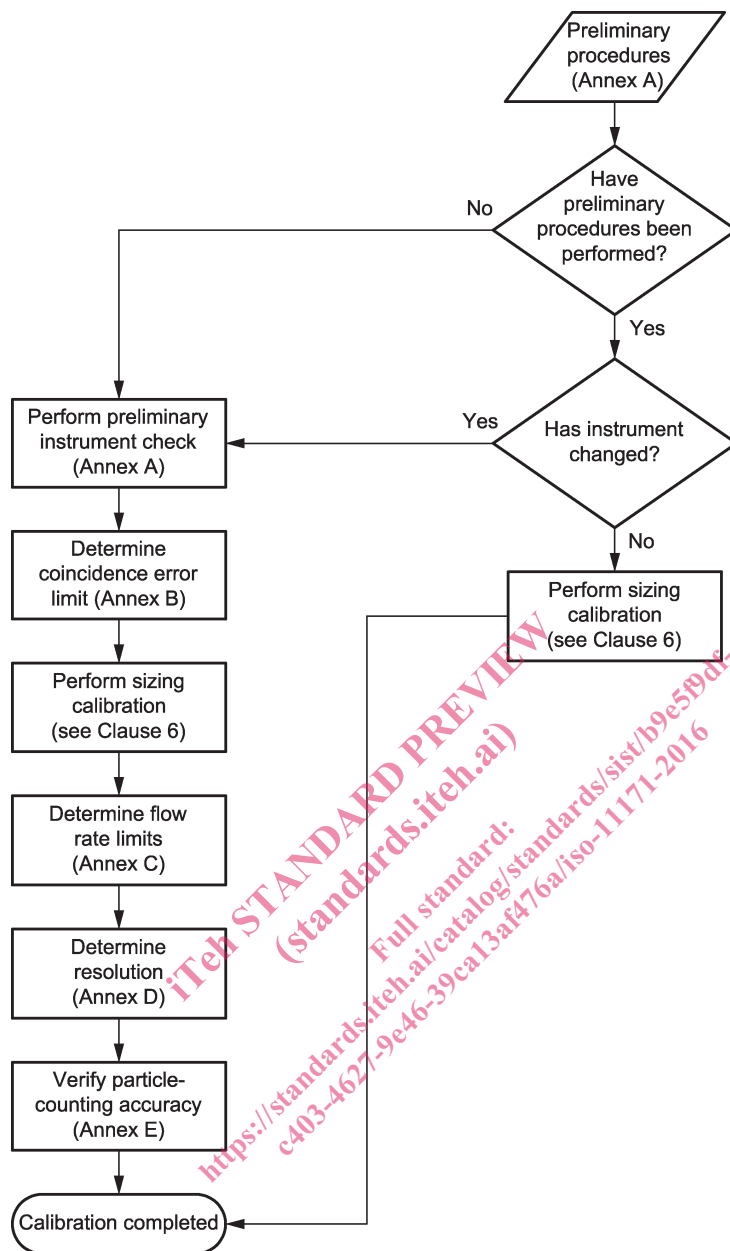 Preliminary
procedures
(Annex A)
Have
preliminary
procedures been
performed?
No
Yes
Has instrument
changed?
Yes
No
Perform preliminary
instrument check
(Annex A)
Determine
coincidence error
limit (Annex B)
Perform sizing
calibration
(see Clause 6)
Perform sizing
calibration
(see Clause 6)
Determine flow
rate limits
(Annex C)
Determine
resolution
(Annex D)
Verify particle-
counting accuracy
(Annex E)
Calibration completed
iTeh STANDARD PREVIEW
(standards.iteh.ai)
Full standard:
https://standards.iteh.ai/catalog/standards/sist/b9e5f9df-
c403-4627-9e46-39ca13af476a/iso-11171-2016